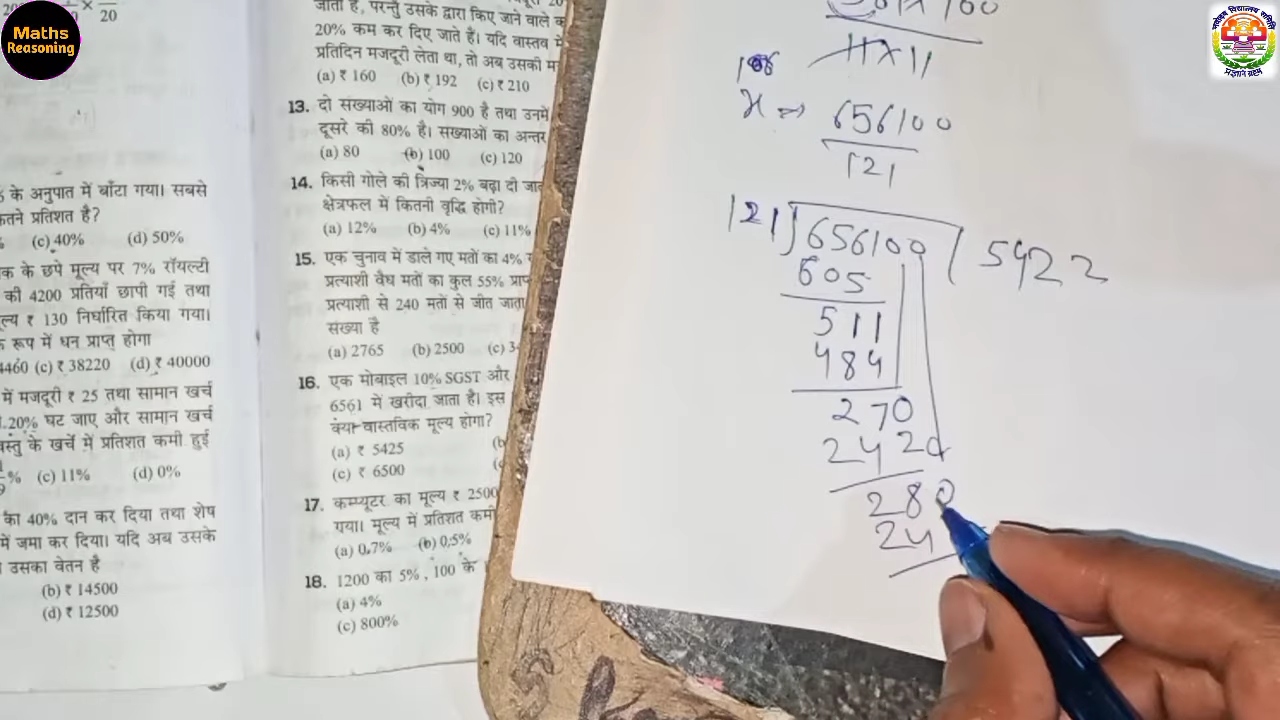 Maths
Reasoning
20
जाता है, परन्तु उसके द्वारा किए जाने वाले
20% कम कर दिए जाते हैं। यदि वास्तव
प्रतिदिन मजदूरी लेता था, तो अब उसकी
(a) ₹ 160 (b) ₹ 192 (c) ₹ 210
13. दो संख्याओं का योग 900 है तथा उनमें
दूसरे की 80% है। संख्याओं का अन्तर
(a) 80 (b) 100 (c) 120
14. किसी गोले की त्रिज्या 2% बढ़ा दी
क्षेत्रफल में कितनी वृद्धि होगी?
(a) 12% (b) 4% (c) 11%
15. एक चुनाव में डाले गए मतों का 4%
प्रत्याशी वैध मतों का कुल 55%
प्रत्याशी से 240 मतों से जीत जाता
संख्या है
(a) 2765 (b) 2500 (c)
16. एक मोबाइल 10% SGST और
6561 में खरीदा जाता है। इस
क्या वास्तविक मूल्य होगा?
(a) ₹ 5425
(c) ₹ 6500
17. कम्प्यूटर का मूल्य ₹ 2500
गया। मूल्य में प्रतिशत कमी
(a) 0.7% (b) 0.5%
18. 1200 का 5%, 100 के
(a) 4%
(c) 800%
के अनुपात में बाँटा गया। सबसे
प्रतिशत है?
(c) 40% (d) 50%
के छपे मूल्य पर 7% रॉयल्टी
की 4200 प्रतियाँ छापी गई तथा
₹ 130 निर्धारित किया गया।
रूप में धन प्राप्त होगा
(c) ₹ 38220 (d) ₹ 40000
में मजदूरी ₹ 25 तथा सामान खर्च
20% घट जाए और सामान खर्च
के खर्चे में प्रतिशत कमी हुई
(c) 11% (d) 0%
का 40% दान कर दिया तथा शेष
में जमा कर दिया। यदि अब उसके
उसका वेतन है
(b) ₹ 14500
(d) ₹ 12500
11×11
656100
121
121)656100(5422
605
511
484
270
242
280
24